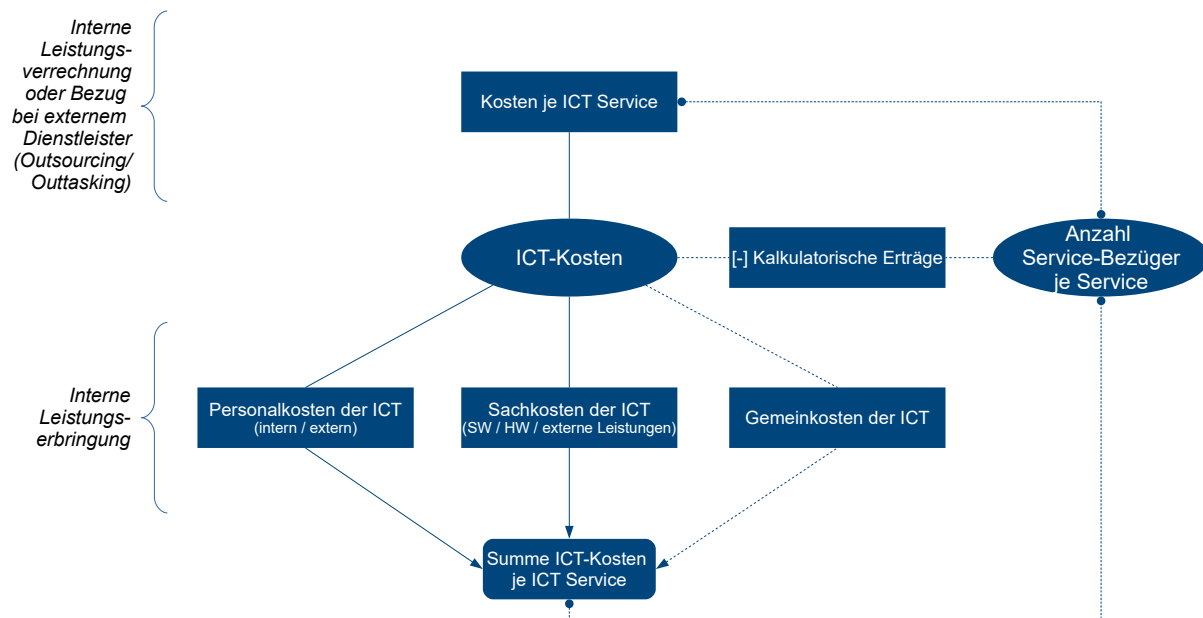 Interne
Leistungs-
verrechnung
oder Bezug
bei externem
Dienstleister
(Outsourcing/
Outtasking)
Kosten je ICT Service
ICT-Kosten
[-] Kalkulatorische Erträge
Anzahl
Service-Bezüger
je Service
Interne
Leistungs-
erbringung
Personalkosten der ICT
(intern / extern)
Sachkosten der ICT
(SW / HW / externe Leistungen)
Gemeinkosten der ICT
Summe ICT-Kosten
je ICT Service